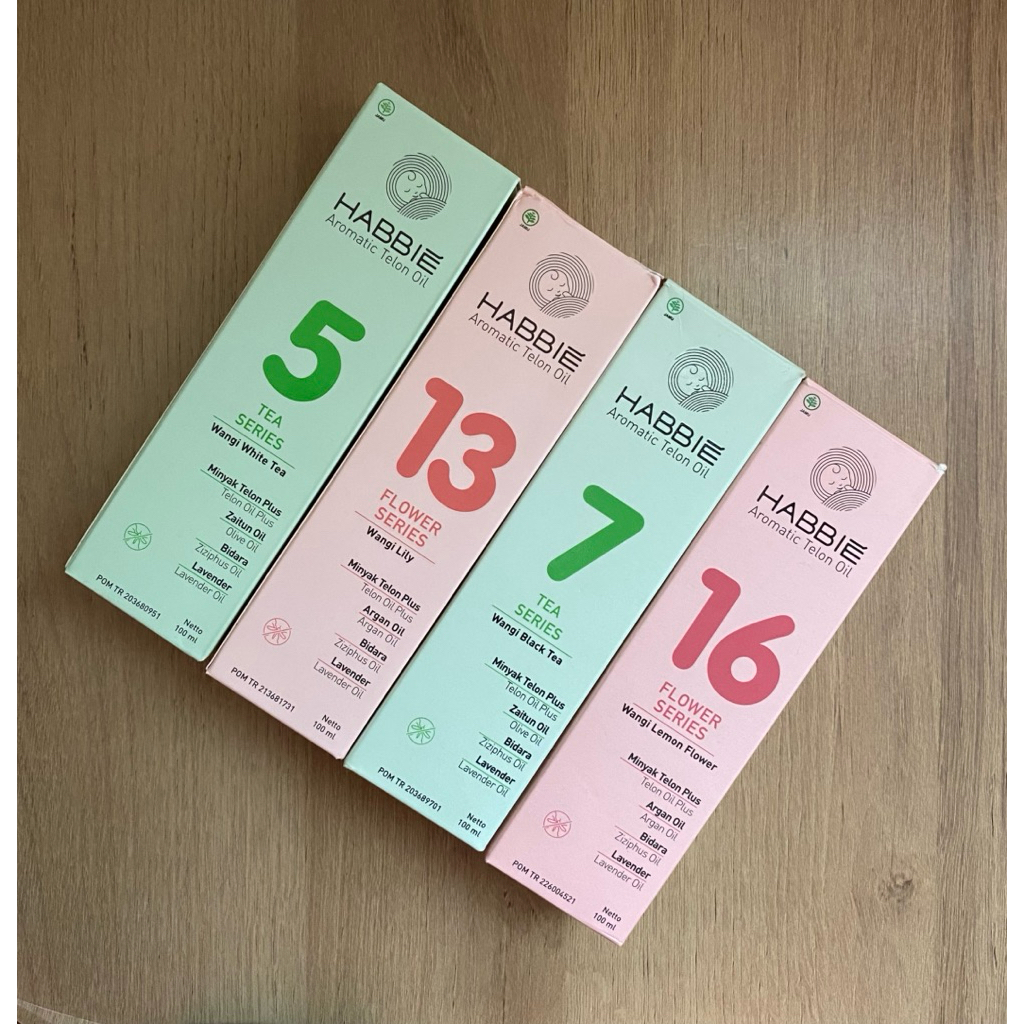 JAMU
HABBIE
Aromatic Telon Oil
5
TEA
SERIES
Wangi White Tea
Minyak Telon Plus
Telon Oil Plus
Zaitun Oil
Olive Oil
Bidara
Ziziphus Oil
Lavender
Lavender Oil
POM TR 203680951
Netto
100 ml
JAMU
HABBIE
Aromatic Telon Oil
13
FLOWER
SERIES
Wangi Lily
Minyak Telon Plus
Telon Oil Plus
Argan Oil
Argan Oil
Bidara
Ziziphus Oil
Lavender
Lavender Oil
POM TR 213681731
Netto
100 ml
JAMU
HABBIE
Aromatic Telon Oil
7
TEA
SERIES
Wangi Black Tea
Minyak Telon Plus
Telon Oil Plus
Zaitun Oil
Olive Oil
Bidara
Ziziphus Oil
Lavender
Lavender Oil
POM TR 203689701
Netto
100 ml
JAMU
HABBIE
Aromatic Telon Oil
16
FLOWER
SERIES
Wangi Lemon Flower
Minyak Telon Plus
Telon Oil Plus
Argan Oil
Argan Oil
Bidara
Ziziphus Oil
Lavender
Lavender Oil
POM TR 226004521
Netto
100 ml